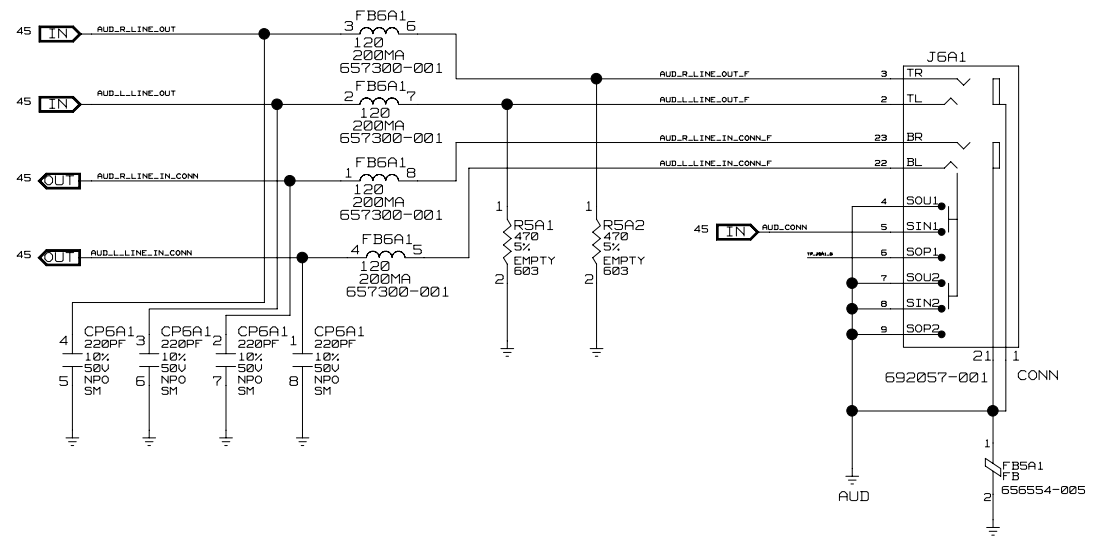 FB6A1
45 IN AUD_R_LINE_OUT 3 6
120
200MA
657300-001
J6A1
AUD_R_LINE_OUT_F 3 TR
FB6A1
45 IN AUD_L_LINE_OUT 2 7 AUD_L_LINE_OUT_F 2 TL
120
200MA
657300-001
AUD_R_LINE_IN_CONN_F 23 BR
FB6A1
AUD_L_LINE_IN_CONN_F 22 BL
45 OUT AUD_R_LINE_IN_CONN 1 8
120
200MA
657300-001
4 SOU1
45 IN AUD_CONN 5 SIN1
6 SOP1
7 SOU2
8 SIN2
9 SOP2
1
R5A1
470
5%
EMPTY
603
2
1
R5A2
470
5%
EMPTY
603
2
FB6A1
45 OUT AUD_L_LINE_IN_CONN 4 5
120
200MA
657300-001
4 CP6A1
220PF
10%
50V
5 NPO
SM
3 CP6A1
220PF
10%
50V
6 NPO
SM
2 CP6A1
220PF
10%
50V
7 NPO
SM
1 CP6A1
220PF
10%
50V
8 NPO
SM
21 1
692057-001 CONN
1
FB5A1
FB
656554-005
2
AUD